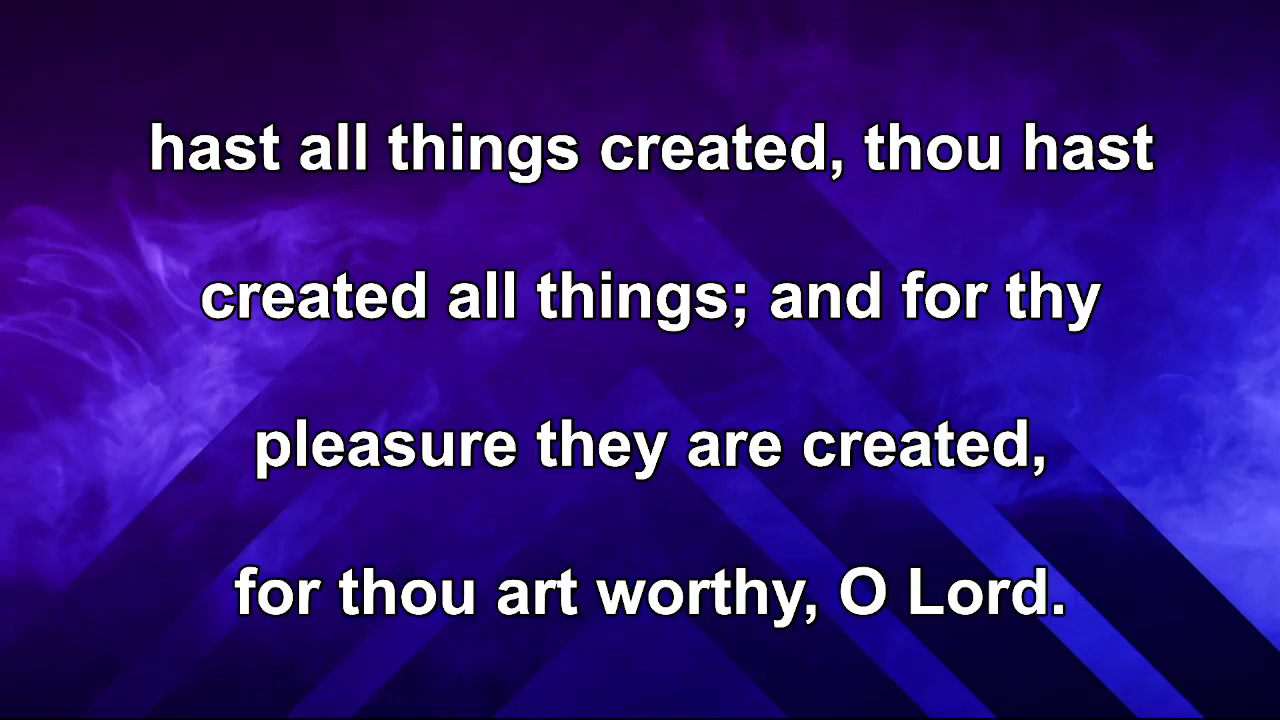 hast all things created, thou hast
created all things; and for thy
pleasure they are created,
for thou art worthy, O Lord.